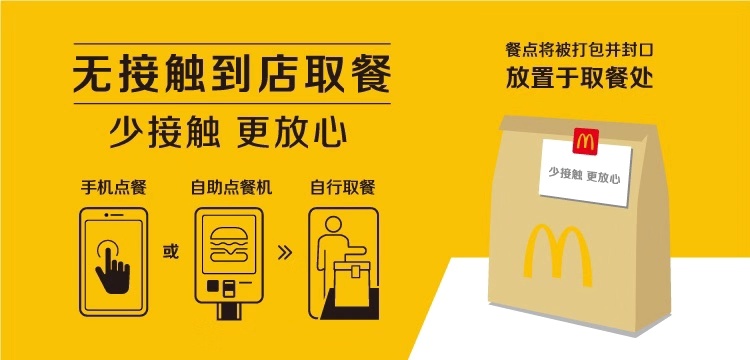 无接触到店取餐
少接触 更放心
手机点餐
或
自助点餐机
»
自行取餐
餐点将被打包并封口
放置于取餐处
少接触 更放心